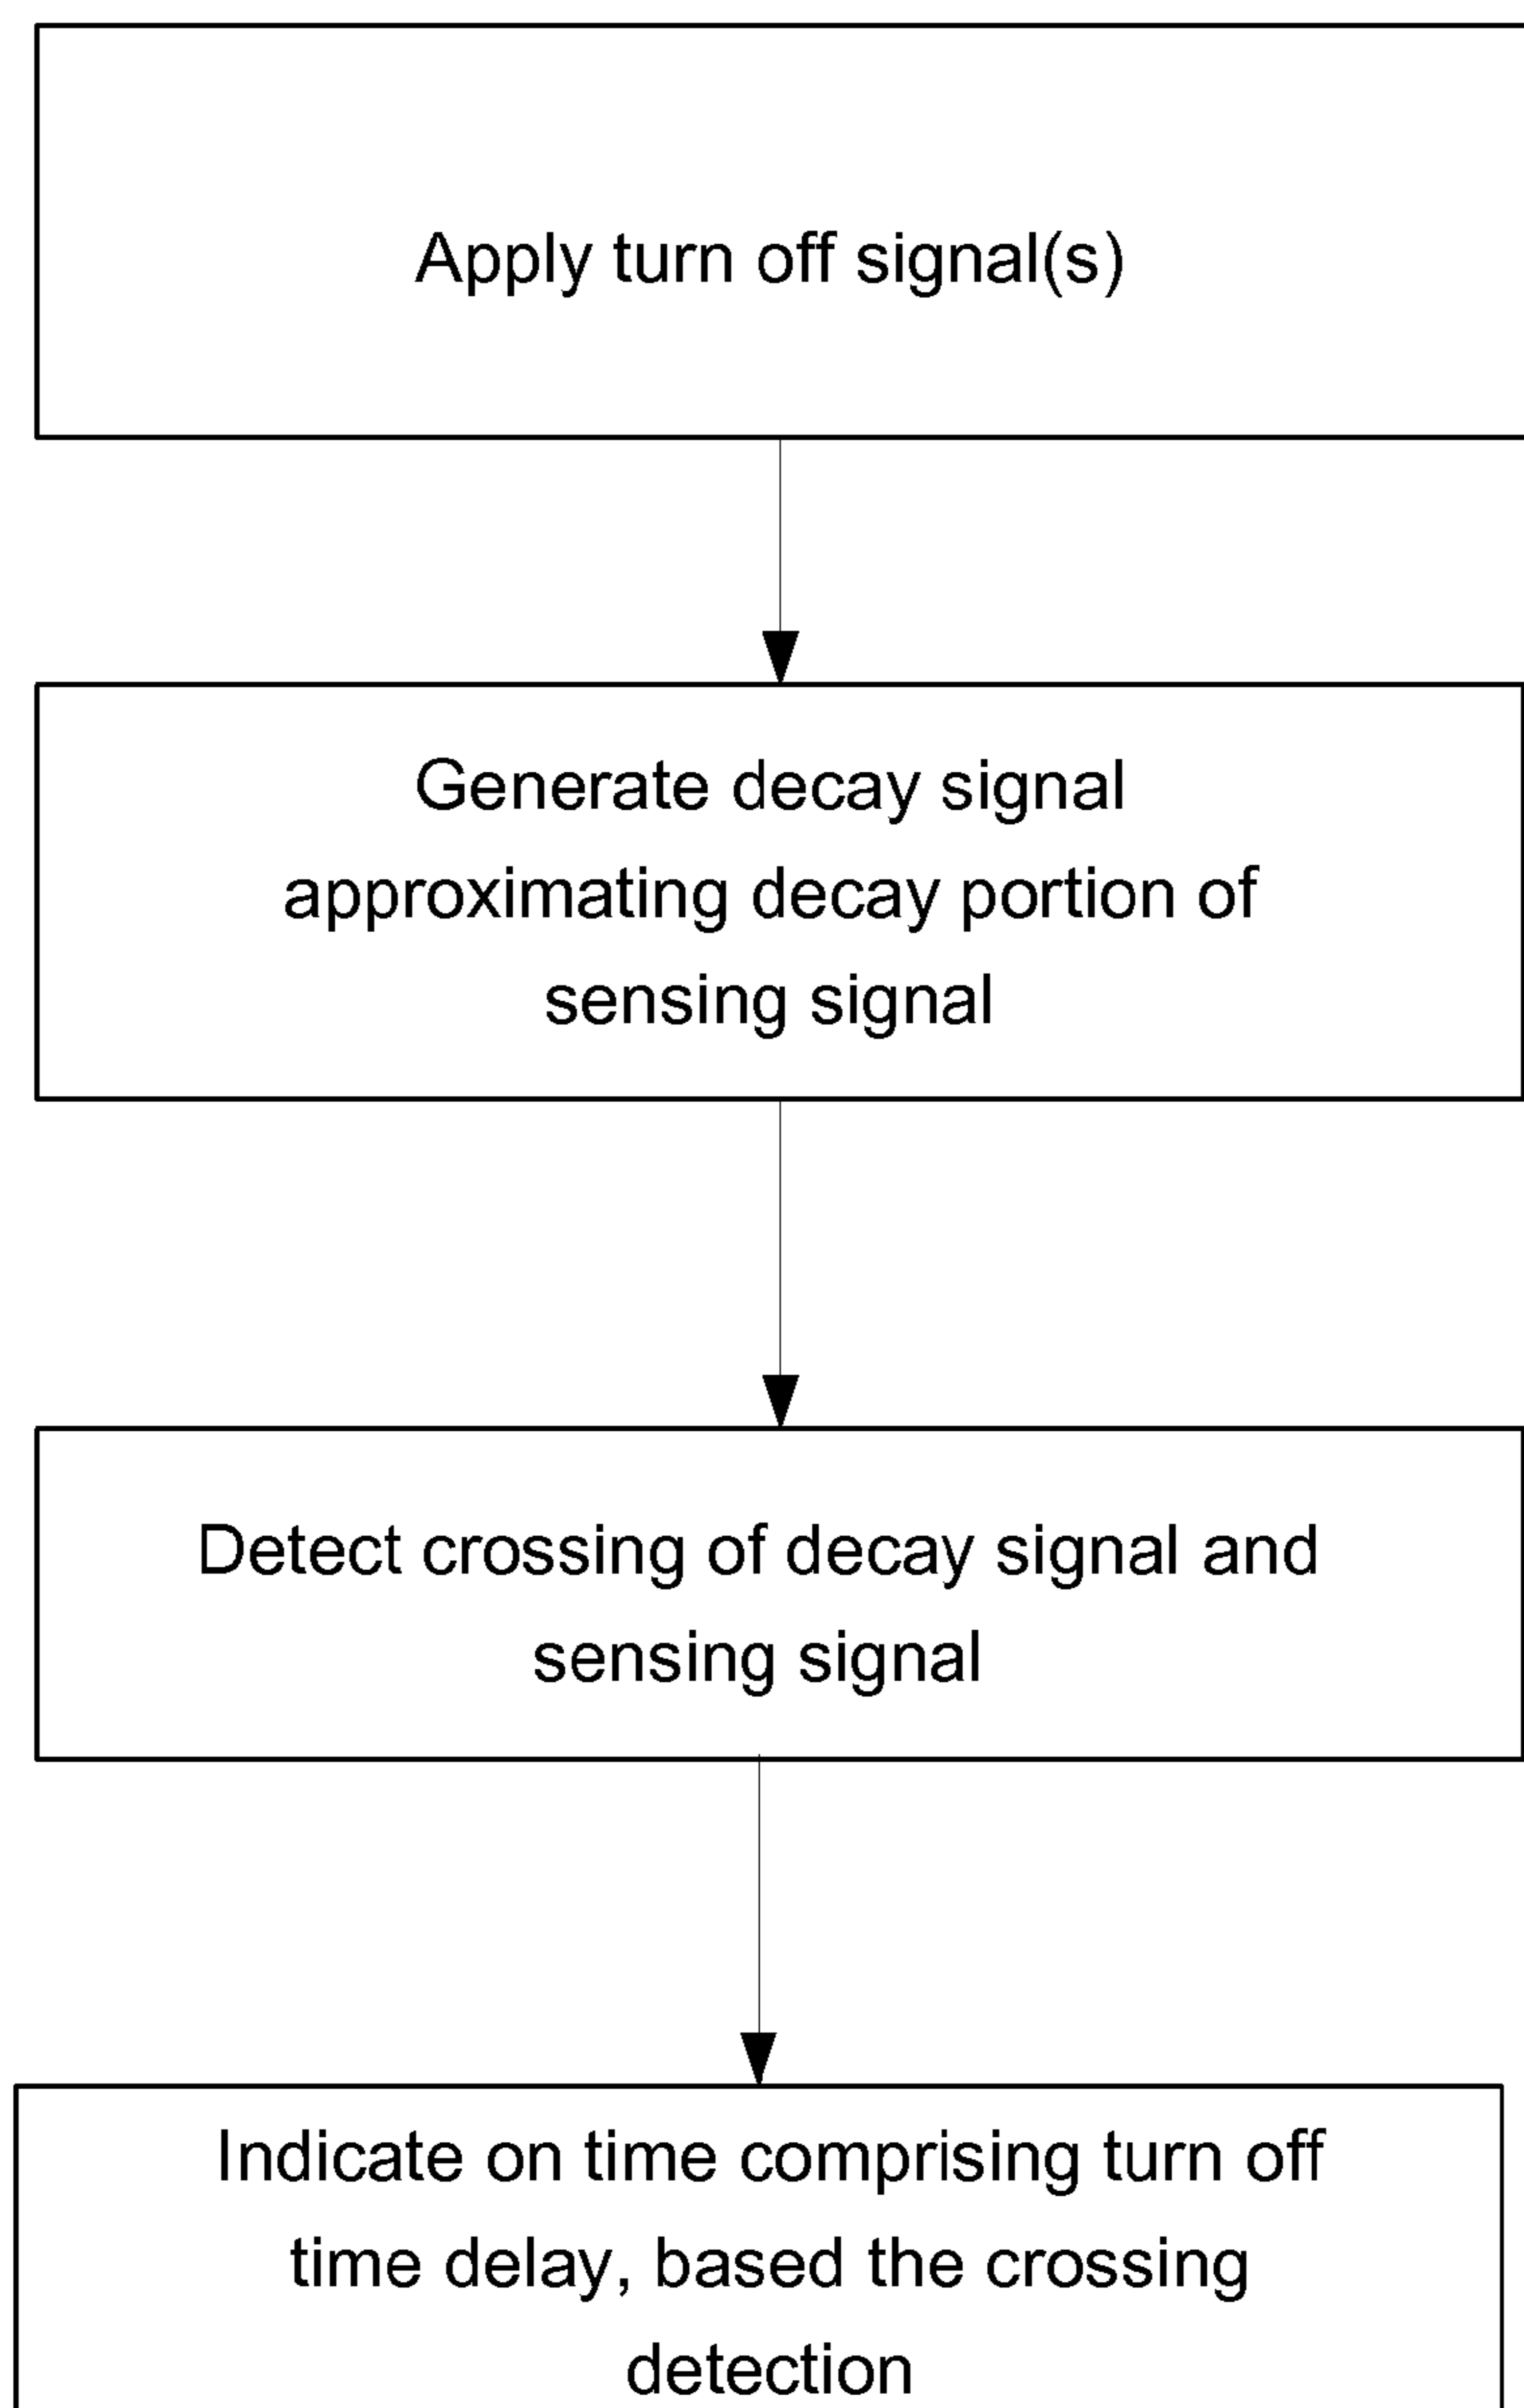 Apply turn off signal(s)
Generate decay signal
approximating decay portion of
sensing signal
Detect crossing of decay signal and
sensing signal
Indicate on time comprising turn off
time delay, based the crossing
detection